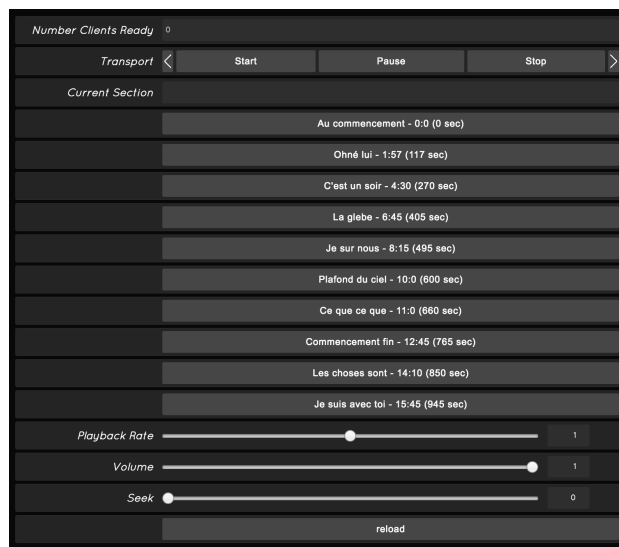 Number Clients Ready 0
Transport < Start Pause Stop >
Current Section
Au commencement - 0:0 (0 sec)
Ohné lui - 1:57 (117 sec)
C'est un soir - 4:30 (270 sec)
La glebe - 6:45 (405 sec)
Je sur nous - 8:15 (495 sec)
Plafond du ciel - 10:0 (600 sec)
Ce que ce que - 11:0 (660 sec)
Commencement fin - 12:45 (765 sec)
Les choses sont - 14:10 (850 sec)
Je suis avec toi - 15:45 (945 sec)
Playback Rate 1
Volume 1
Seek 0
reload